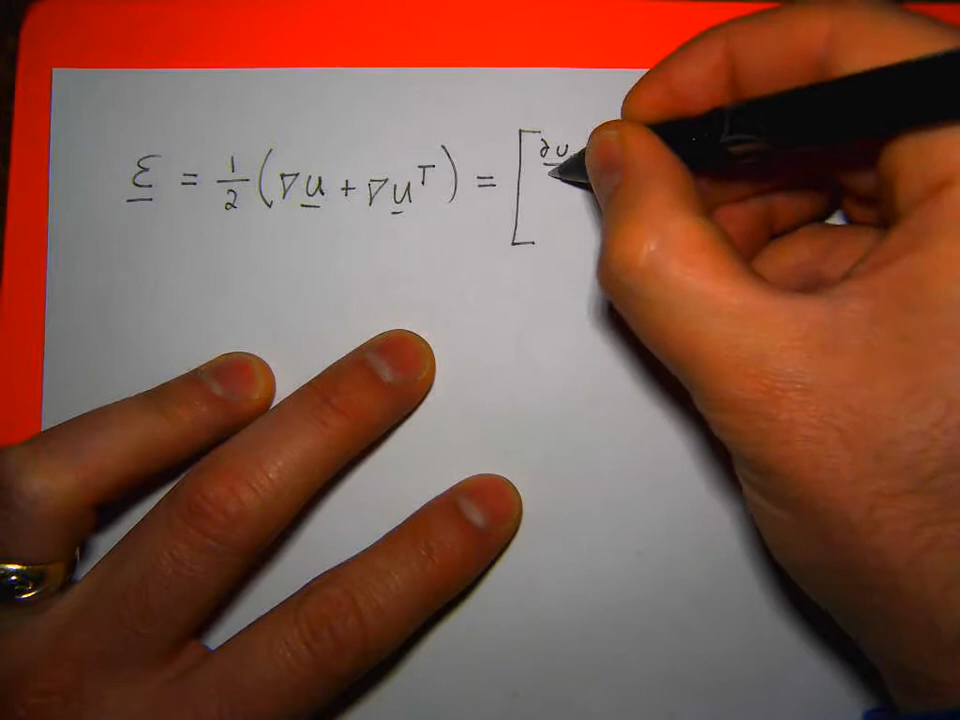 ε = 1/2 (∇u + ∇uᵀ) = [ ∂u